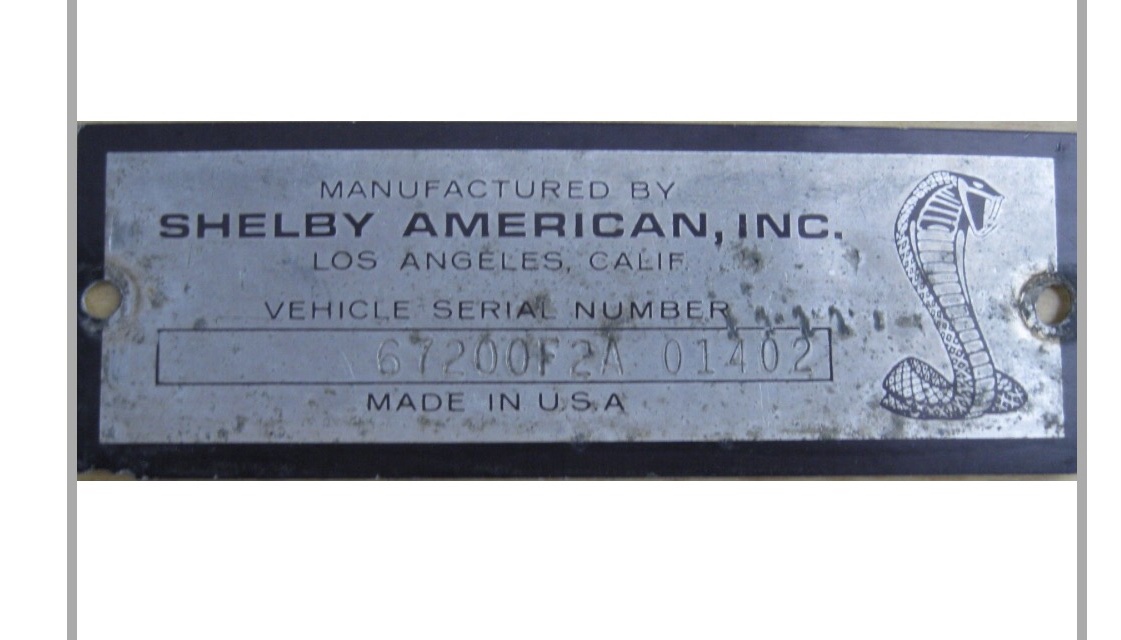 MANUFACTURED BY
SHELBY AMERICAN, INC.
LOS ANGELES, CALIF.
VEHICLE SERIAL NUMBER
67200F2A 01402
MADE IN U.S.A